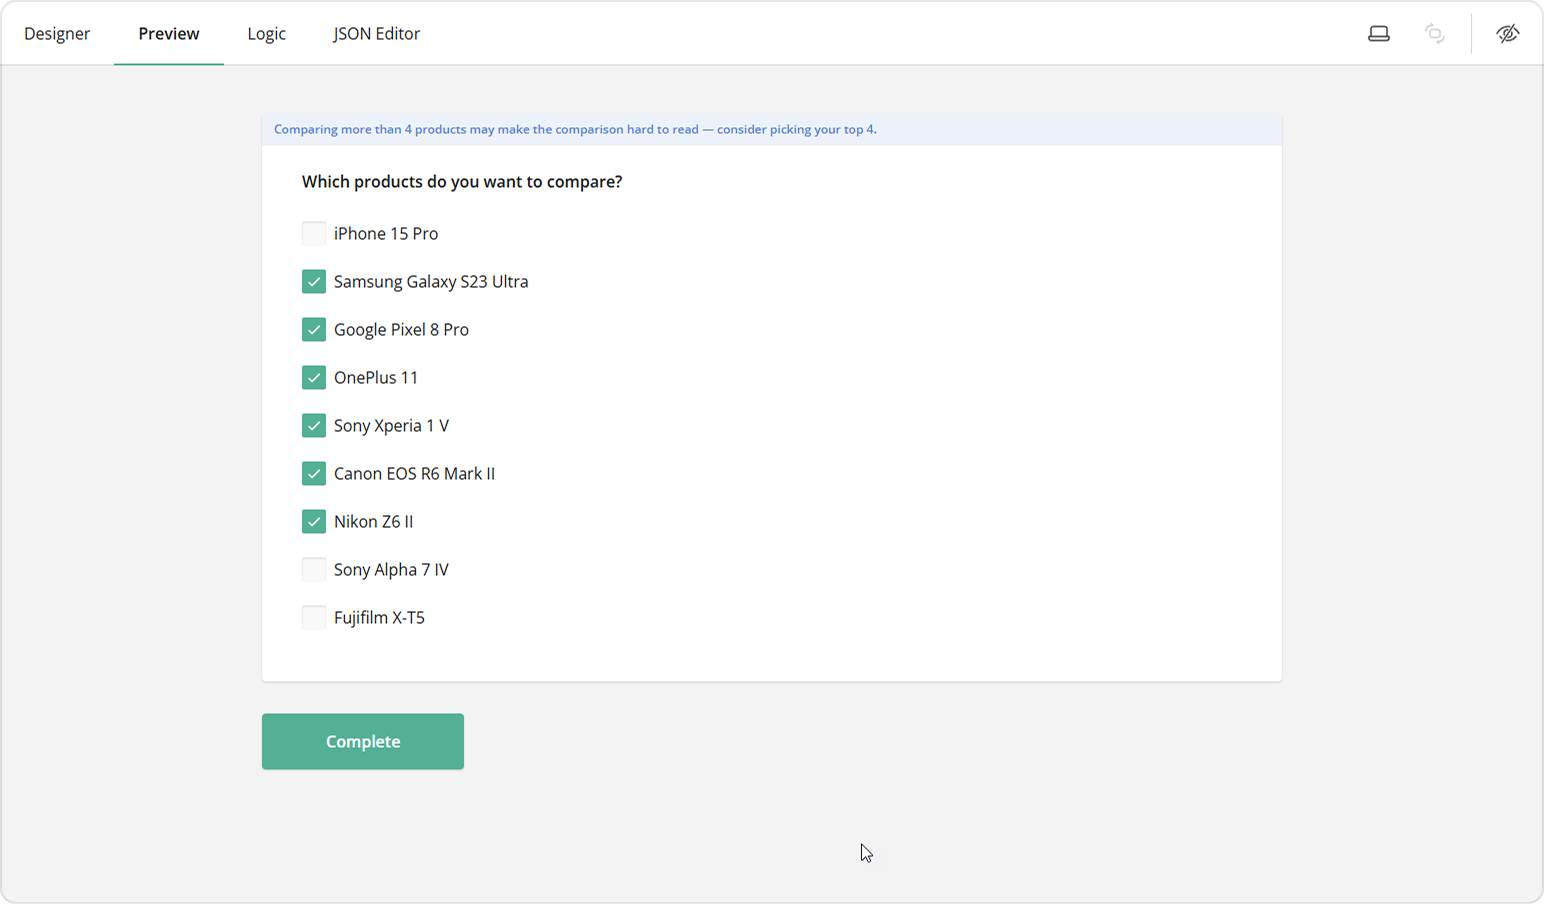 Designer Preview Logic JSON Editor
Comparing more than 4 products may make the comparison hard to read — consider picking your top 4.
Which products do you want to compare?
iPhone 15 Pro
Samsung Galaxy S23 Ultra
Google Pixel 8 Pro
OnePlus 11
Sony Xperia 1 V
Canon EOS R6 Mark II
Nikon Z6 II
Sony Alpha 7 IV
Fujifilm X-T5
Complete